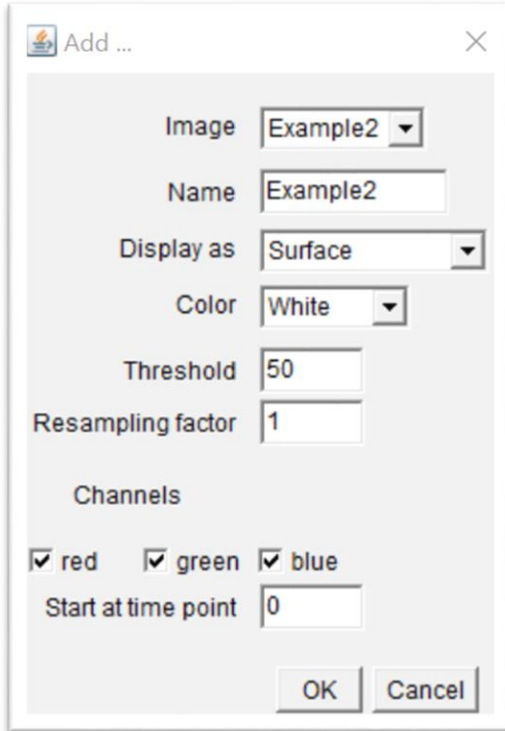 Add ...
Image Example2
Name Example2
Display as Surface
Color White
Threshold 50
Resampling factor 1
Channels
red green blue
Start at time point 0
OK Cancel